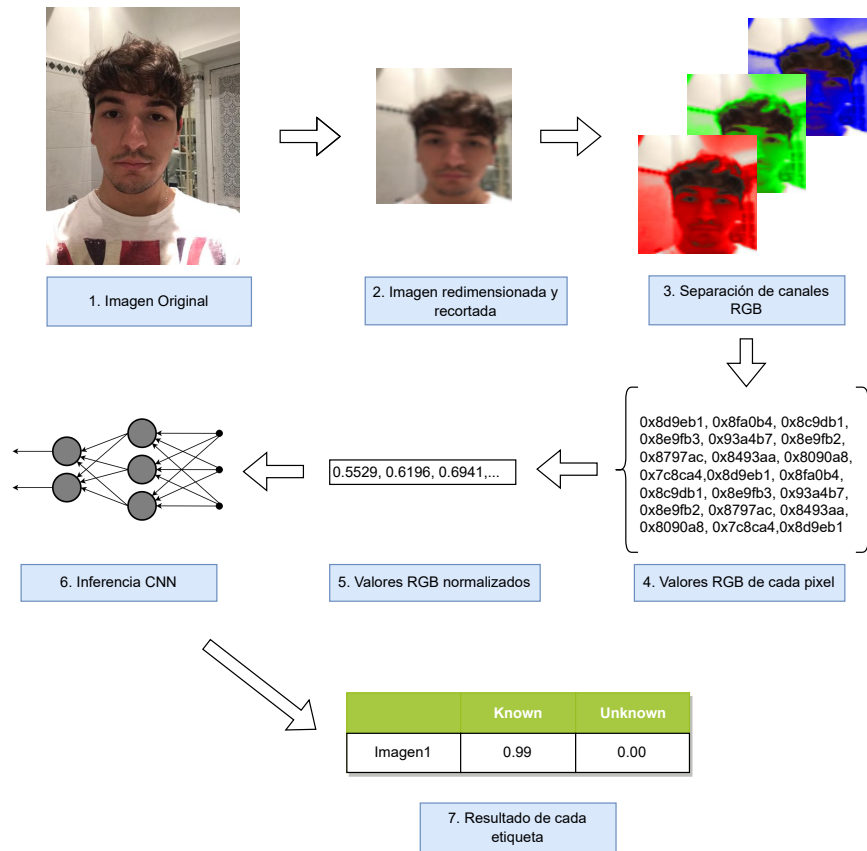 1. Imagen Original
2. Imagen redimensionada y
recortada
3. Separación de canales
RGB
0x8d9eb1, 0x8fa0b4, 0x8c9db1,
0x8e9fb3, 0x93a4b7, 0x8e9fb2,
0x8797ac, 0x8493aa, 0x8090a8,
0x7c8ca4,0x8d9eb1, 0x8fa0b4,
0x8c9db1, 0x8e9fb3, 0x93a4b7,
0x8e9fb2, 0x8797ac, 0x8493aa,
0x8090a8, 0x7c8ca4,0x8d9eb1
4. Valores RGB de cada pixel
0.5529, 0.6196, 0.6941,...
5. Valores RGB normalizados
6. Inferencia CNN
Known Unknown
Imagen1 0.99 0.00
7. Resultado de cada
etiqueta